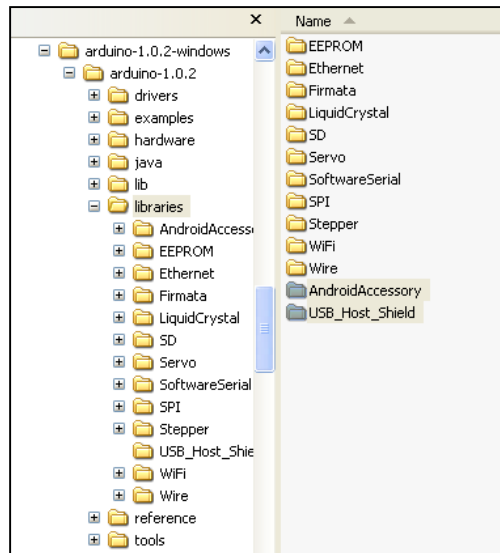 Name
arduino-1.0.2-windows
arduino-1.0.2
drivers
examples
hardware
java
lib
libraries
AndroidAccess
EEPROM
Ethernet
Firmata
LiquidCrystal
SD
Servo
SoftwareSerial
SPI
Stepper
USB_Host_Shie
WiFi
Wire
reference
tools
EEPROM
Ethernet
Firmata
LiquidCrystal
SD
Servo
SoftwareSerial
SPI
Stepper
WiFi
Wire
AndroidAccessory
USB_Host_Shield